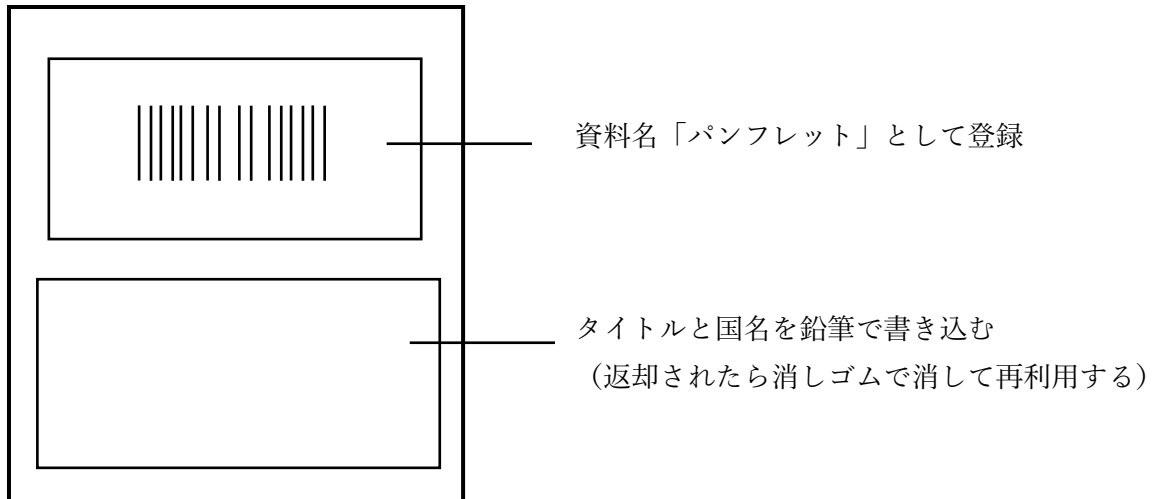 資料名「パンフレット」として登録
タイトルと国名を鉛筆で書き込む
（返却されたら消しゴムで消して再利用する）